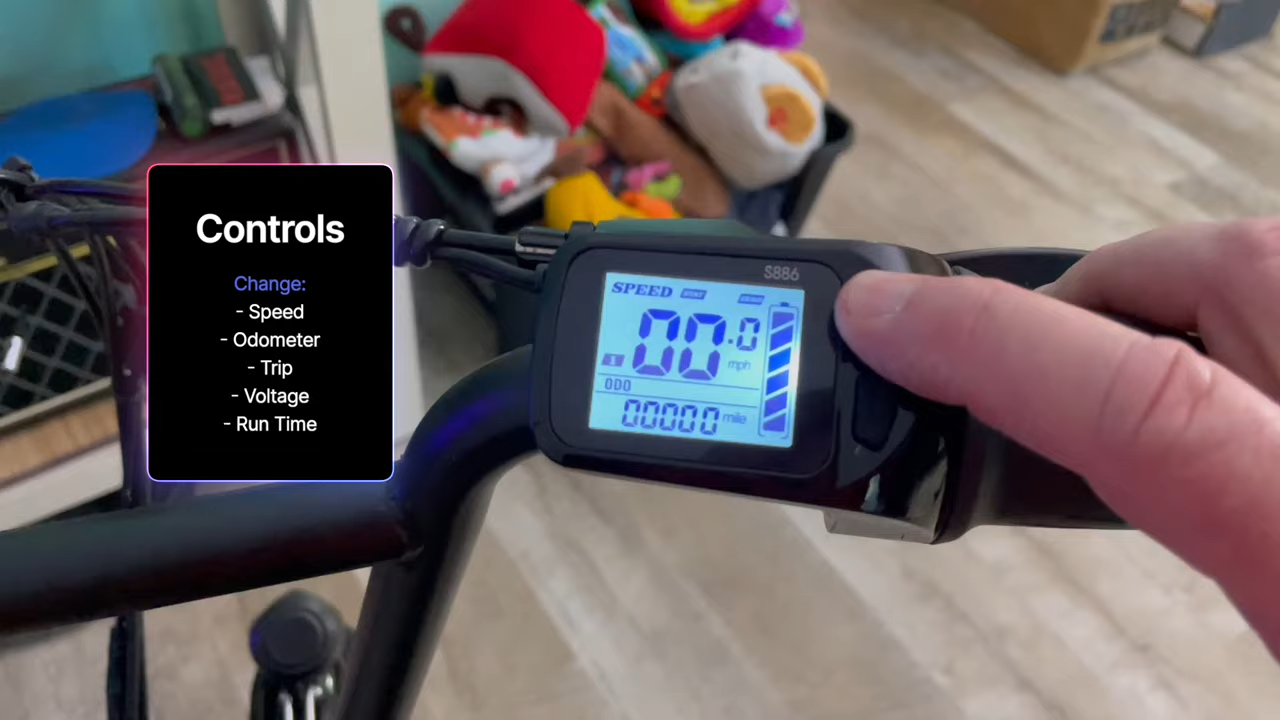 Controls
Change:
- Speed
- Odometer
- Trip
- Voltage
- Run Time
S886
SPEED
00.0
mph
ODO
00000 mile